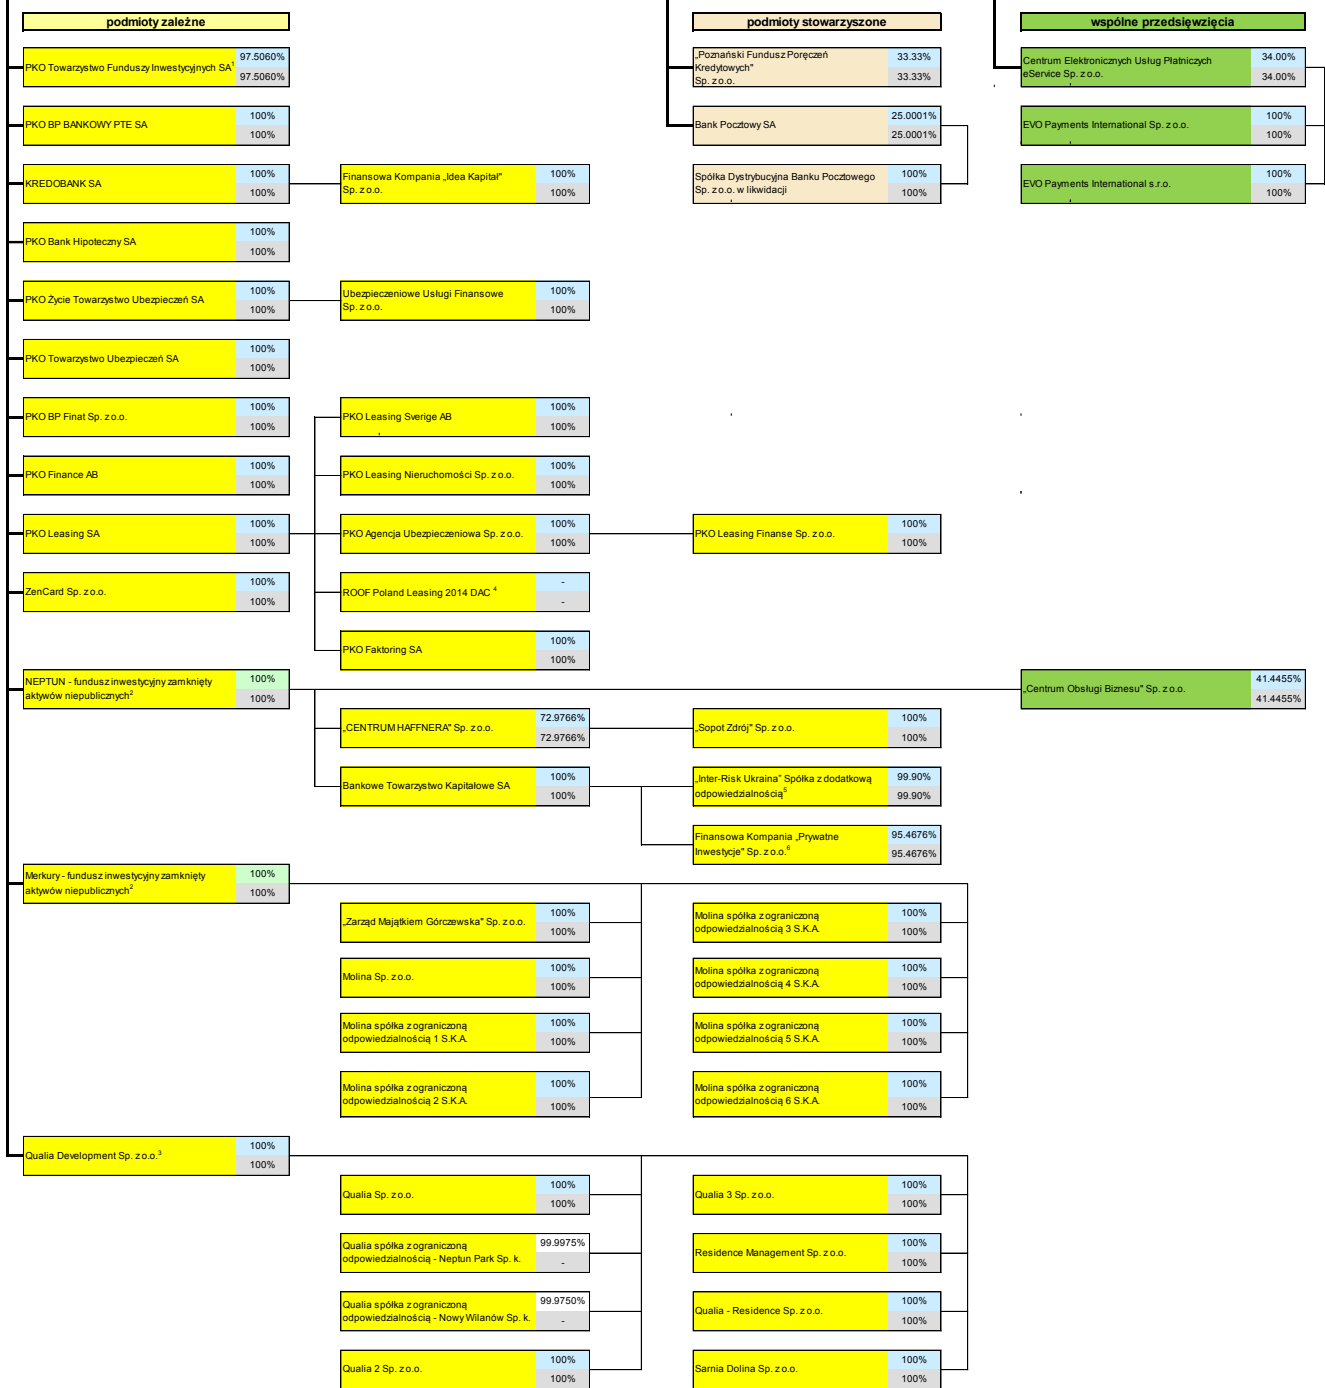 podmioty zależne
podmioty stowarzyszone
wspólne przedsięwzięcia
PKO Towarzystwo Funduszy Inwestycyjnych SA1
97.5060%
97.5060%
„Poznański Fundusz Poręczeń
Kredytowych"
Sp. z o.o.
33.33%
33.33%
Centrum Elektronicznych Usług Płatniczych
eService Sp. z o.o.
34.00%
34.00%
PKO BP BANKOWY PTE SA
100%
100%
Bank Pocztowy SA
25.0001%
25.0001%
EVO Payments International Sp. z o.o.
100%
100%
KREDOBANK SA
100%
100%
Finansowa Kompania „Idea Kapitał"
Sp. z o.o.
100%
100%
Spółka Dystrybucyjna Banku Pocztowego
Sp. z o.o. w likwidacji
100%
100%
EVO Payments International s.r.o.
100%
100%
PKO Bank Hipoteczny SA
100%
100%
PKO Życie Towarzystwo Ubezpieczeń SA
100%
100%
Ubezpieczeniowe Usługi Finansowe
Sp. z o.o.
100%
100%
PKO Towarzystwo Ubezpieczeń SA
100%
100%
PKO BP Finat Sp. z o.o.
100%
100%
PKO Leasing Sverige AB
100%
100%
PKO Finance AB
100%
100%
PKO Leasing Nieruchomości Sp. z o.o.
100%
100%
PKO Leasing SA
100%
100%
PKO Agencja Ubezpieczeniowa Sp. z o.o.
100%
100%
PKO Leasing Finanse Sp. z o.o.
100%
100%
ZenCard Sp. z o.o.
100%
100%
ROOF Poland Leasing 2014 DAC 4
-
-
PKO Faktoring SA
100%
100%
NEPTUN - fundusz inwestycyjny zamknięty
aktywów niepublicznych2
100%
100%
„Centrum Obsługi Biznesu" Sp. z o.o.
41.4455%
41.4455%
„CENTRUM HAFFNERA" Sp. z o.o.
72.9766%
72.9766%
„Sopot Zdrój" Sp. z o.o.
100%
100%
Bankowe Towarzystwo Kapitałowe SA
100%
100%
„Inter-Risk Ukraina" Spółka z dodatkową
odpowiedzialnością5
99.90%
99.90%
Finansowa Kompania „Prywatne
Inwestycje" Sp. z o.o.6
95.4676%
95.4676%
Merkury - fundusz inwestycyjny zamknięty
aktywów niepublicznych2
100%
100%
„Zarząd Majątkiem Górczewska" Sp. z o.o.
100%
100%
Molina spółka z ograniczoną
odpowiedzialnością 3 S.K.A.
100%
100%
Molina Sp. z o.o.
100%
100%
Molina spółka z ograniczoną
odpowiedzialnością 4 S.K.A.
100%
100%
Molina spółka z ograniczoną
odpowiedzialnością 1 S.K.A.
100%
100%
Molina spółka z ograniczoną
odpowiedzialnością 5 S.K.A.
100%
100%
Molina spółka z ograniczoną
odpowiedzialnością 2 S.K.A.
100%
100%
Molina spółka z ograniczoną
odpowiedzialnością 6 S.K.A.
100%
100%
Qualia Development Sp. z o.o.3
100%
100%
Qualia Sp. z o.o.
100%
100%
Qualia 3 Sp. z o.o.
100%
100%
Qualia spółka z ograniczoną
odpowiedzialnością - Neptun Park Sp. k.
99.9975%
-
Residence Management Sp. z o.o.
100%
100%
Qualia spółka z ograniczoną
odpowiedzialnością - Nowy Wilanów Sp. k.
99.9750%
-
Qualia - Residence Sp. z o.o.
100%
100%
Qualia 2 Sp. z o.o.
100%
100%
Sarnia Dolina Sp. z o.o.
100%
100%